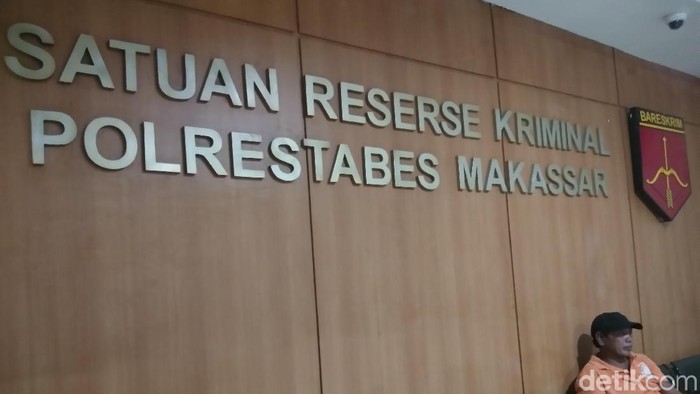 SATUAN RESERSE KRIMINAL
POLRESTABES MAKASSAR
BARESKRIM
detikcom